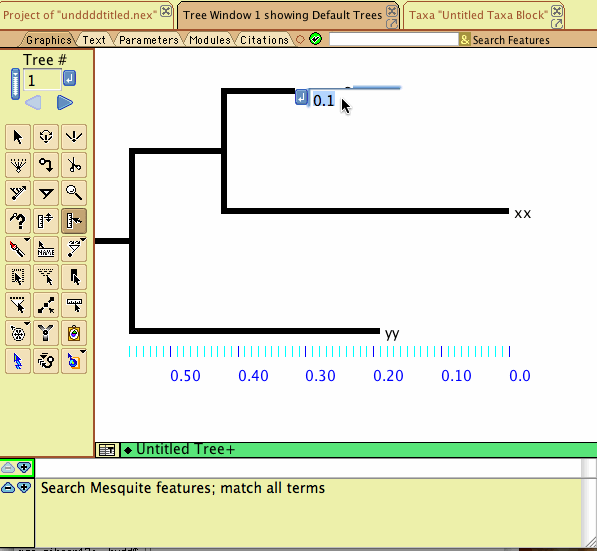 Project of "unddddtitled.nex"
Tree Window 1 showing Default Trees
Taxa "Untitled Taxa Block"
Graphics Text Parameters Modules Citations & Search Features
Tree #
1
0.1
xx
yy
0.50 0.40 0.30 0.20 0.10 0.0
Untitled Tree+
Search Mesquite features; match all terms